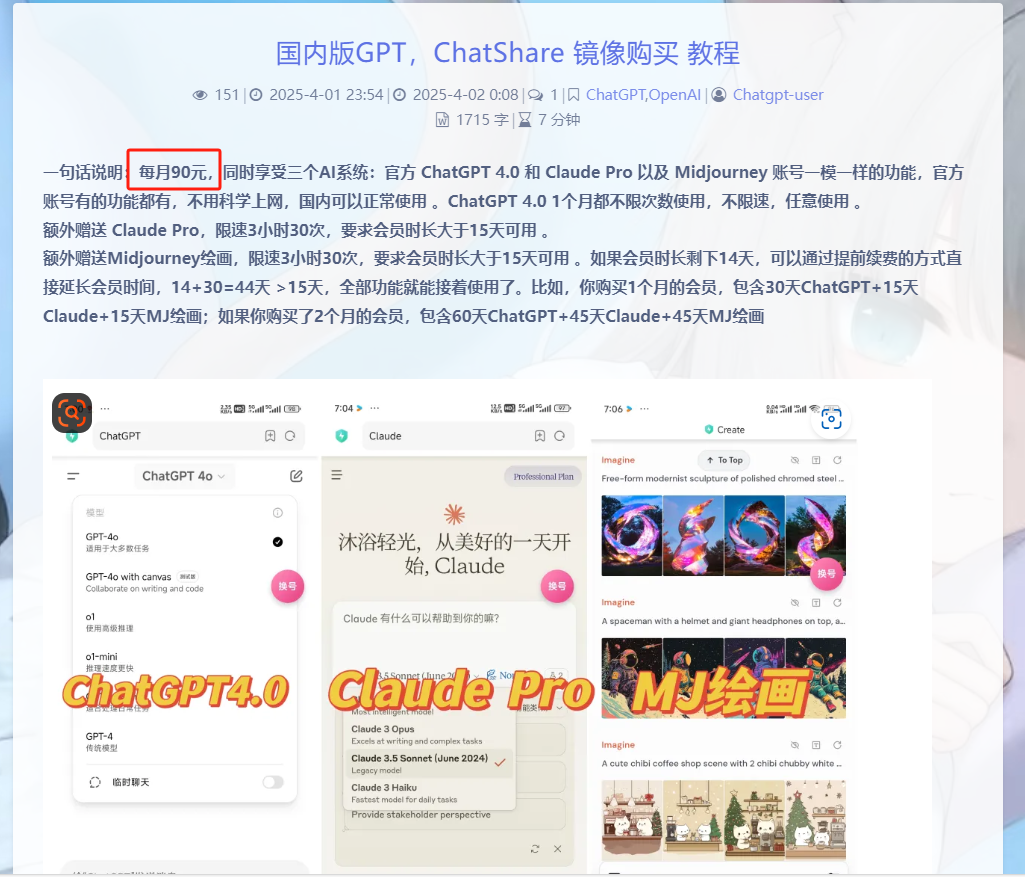 国内版GPT，ChatShare 镜像购买 教程
151 | 2025-4-01 23:54 | 2025-4-02 0:08 | 1 | ChatGPT,OpenAI | Chatgpt-user
1715 字 | 7 分钟
一句话说明：每月90元，同时享受三个AI系统：官方 ChatGPT 4.0 和 Claude Pro 以及 Midjourney 账号一模一样的功能，官方
账号有的功能都有，不用科学上网，国内可以正常使用 。ChatGPT 4.0 1个月都不限次数使用，不限速，任意使用 。
额外赠送 Claude Pro，限速3小时30次，要求会员时长大于15天可用 。
额外赠送Midjourney绘画，限速3小时30次，要求会员时长大于15天可用 。如果会员时长剩下14天，可以通过提前续费的方式直
接延长会员时间，14+30=44天 >15天，全部功能就能接着使用了。比如，你购买1个月的会员，包含30天ChatGPT+15天
Claude+15天MJ绘画；如果你购买了2个月的会员，包含60天ChatGPT+45天Claude+45天MJ绘画
ChatGPT
ChatGPT 4o
模型
GPT-4o
适用于大多数任务
GPT-4o with canvas 测试版
Collaborate on writing and code
换号
o1
使用高级推理
o1-mini
推理速度更快
ChatGPT4.0
GPT-4
传统模型
临时聊天
7:04
Claude
Professional Plan
沐浴轻光，从美好的一天开
始, Claude
换号
Claude 有什么可以帮助到你的嘛?
3.5 Sonnet (June
Claude Pro
Most intelligent model
Claude 3 Opus
Excels at writing and complex tasks
Claude 3.5 Sonnet (June 2024)
Legacy model
Claude 3 Haiku
Fastest model for daily tasks
Provide stakeholder perspective
7:06
Create
Imagine
To Top
Free-form modernist sculpture of polished chromed steel ...
换号
Imagine
A spaceman with a helmet and giant headphones on top, a...
MJ绘画
Imagine
A cute chibi coffee shop scene with 2 chibi chubby white ...